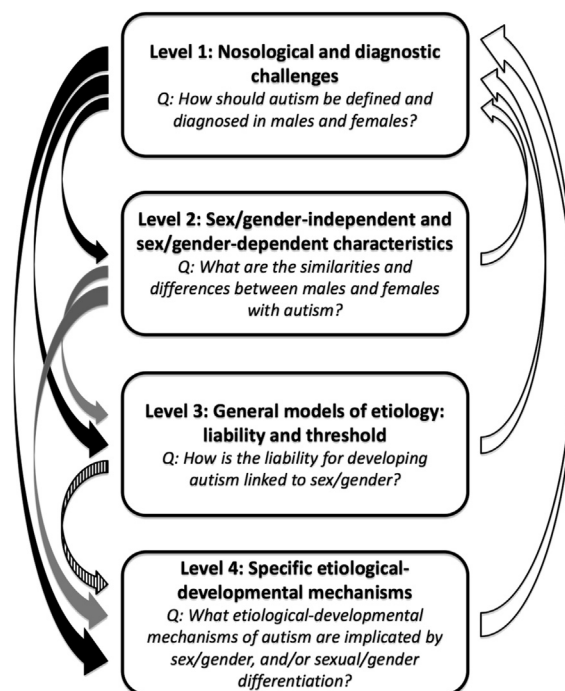 Level 1: Nosological and diagnostic
challenges
Q: How should autism be defined and
diagnosed in males and females?
Level 2: Sex/gender-independent and
sex/gender-dependent characteristics
Q: What are the similarities and
differences between males and females
with autism?
Level 3: General models of etiology:
liability and threshold
Q: How is the liability for developing
autism linked to sex/gender?
Level 4: Specific etiological-
developmental mechanisms
Q: What etiological-developmental
mechanisms of autism are implicated by
sex/gender, and/or sexual/gender
differentiation?